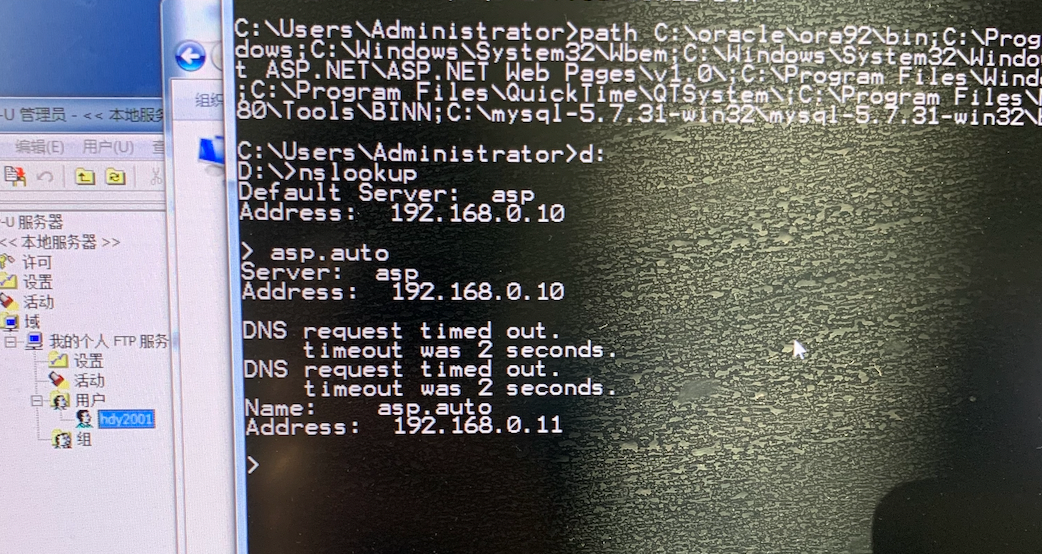 C:\Users\Administrator>path C:\oracle\ora92\bin;C:\Prog
dows;C:\Windows\System32\Wbem;C:\Windows\System32\Windo
t ASP.NET\ASP.NET Web Pages\v1.0\;C:\Program Files\Wind
;C:\Program Files\QuickTime\QTSystem\;C:\Program Files\
80\Tools\BINN;C:\mysql-5.7.31-win32\mysql-5.7.31-win32\
C:\Users\Administrator>d:
D:\>nslookup
Default Server: asp
Address: 192.168.0.10
> asp.auto
Server: asp
Address: 192.168.0.10
DNS request timed out.
timeout was 2 seconds.
DNS request timed out.
timeout was 2 seconds.
Name: asp.auto
Address: 192.168.0.11
>
组织
-U 管理员 - << 本地服务
编辑(E) 用户(U) 查
-U 服务器
<< 本地服务器 >>
许可
设置
活动
域
我的个人 FTP 服务
设置
活动
用户
hdy2001
组